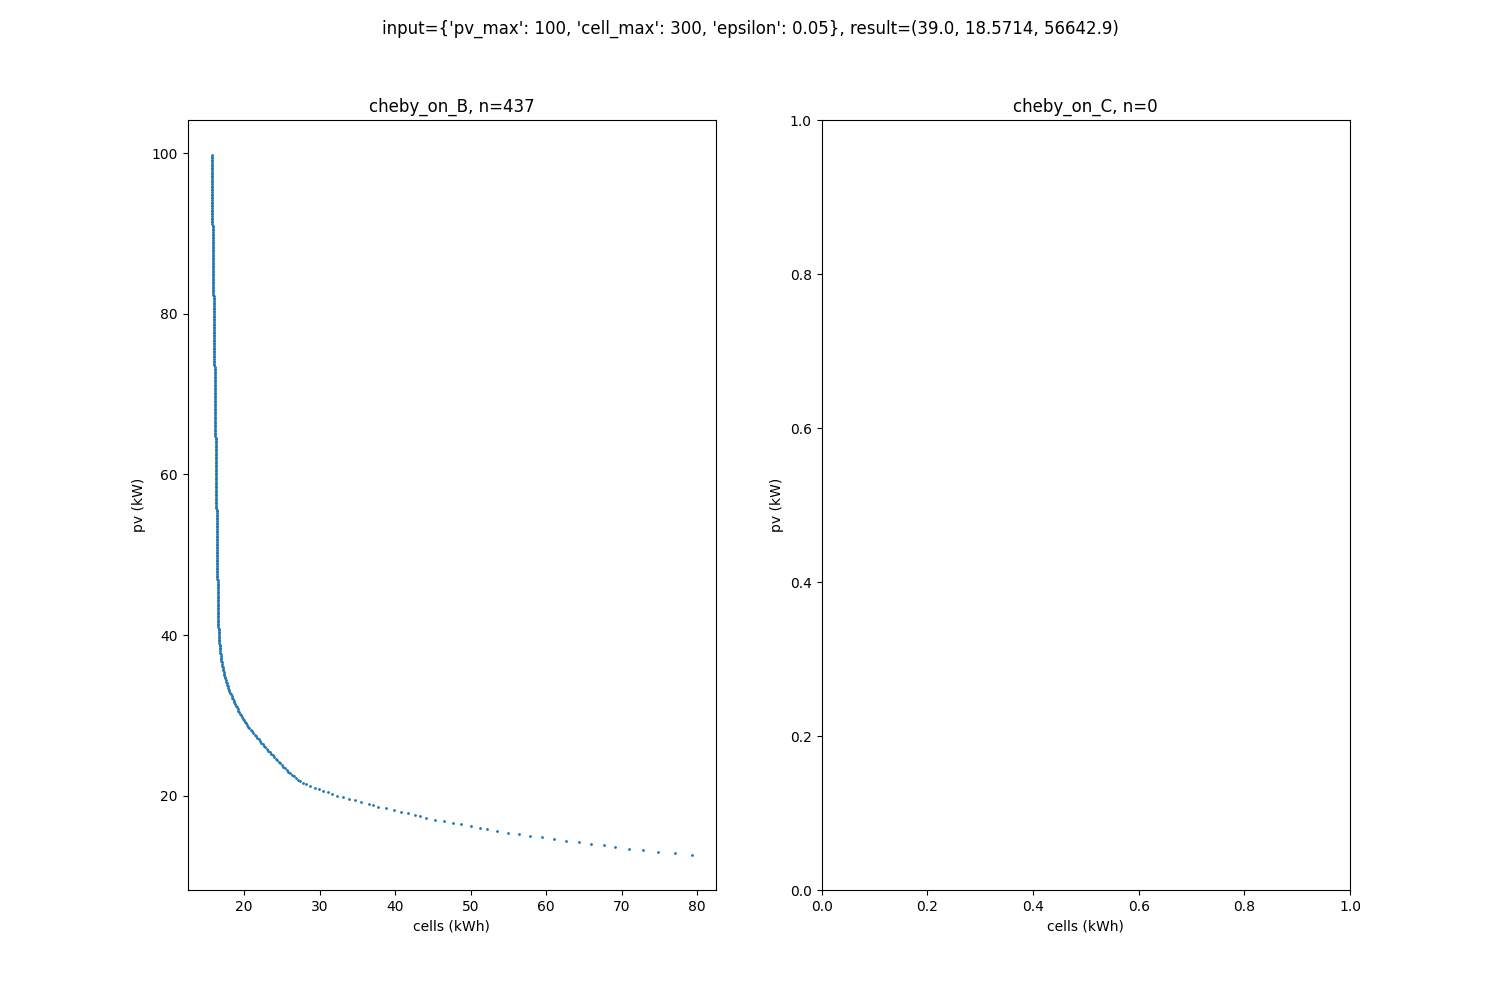 input={'pv_max': 100, 'cell_max': 300, 'epsilon': 0.05}, result=(39.0, 18.5714, 56642.9)
cheby_on_B, n=437
100
80
60
40
20
pv (kW)
20 30 40 50 60 70 80
cells (kWh)
cheby_on_C, n=0
1.0
0.8
0.6
0.4
0.2
0.0
pv (kW)
0.0 0.2 0.4 0.6 0.8 1.0
cells (kWh)